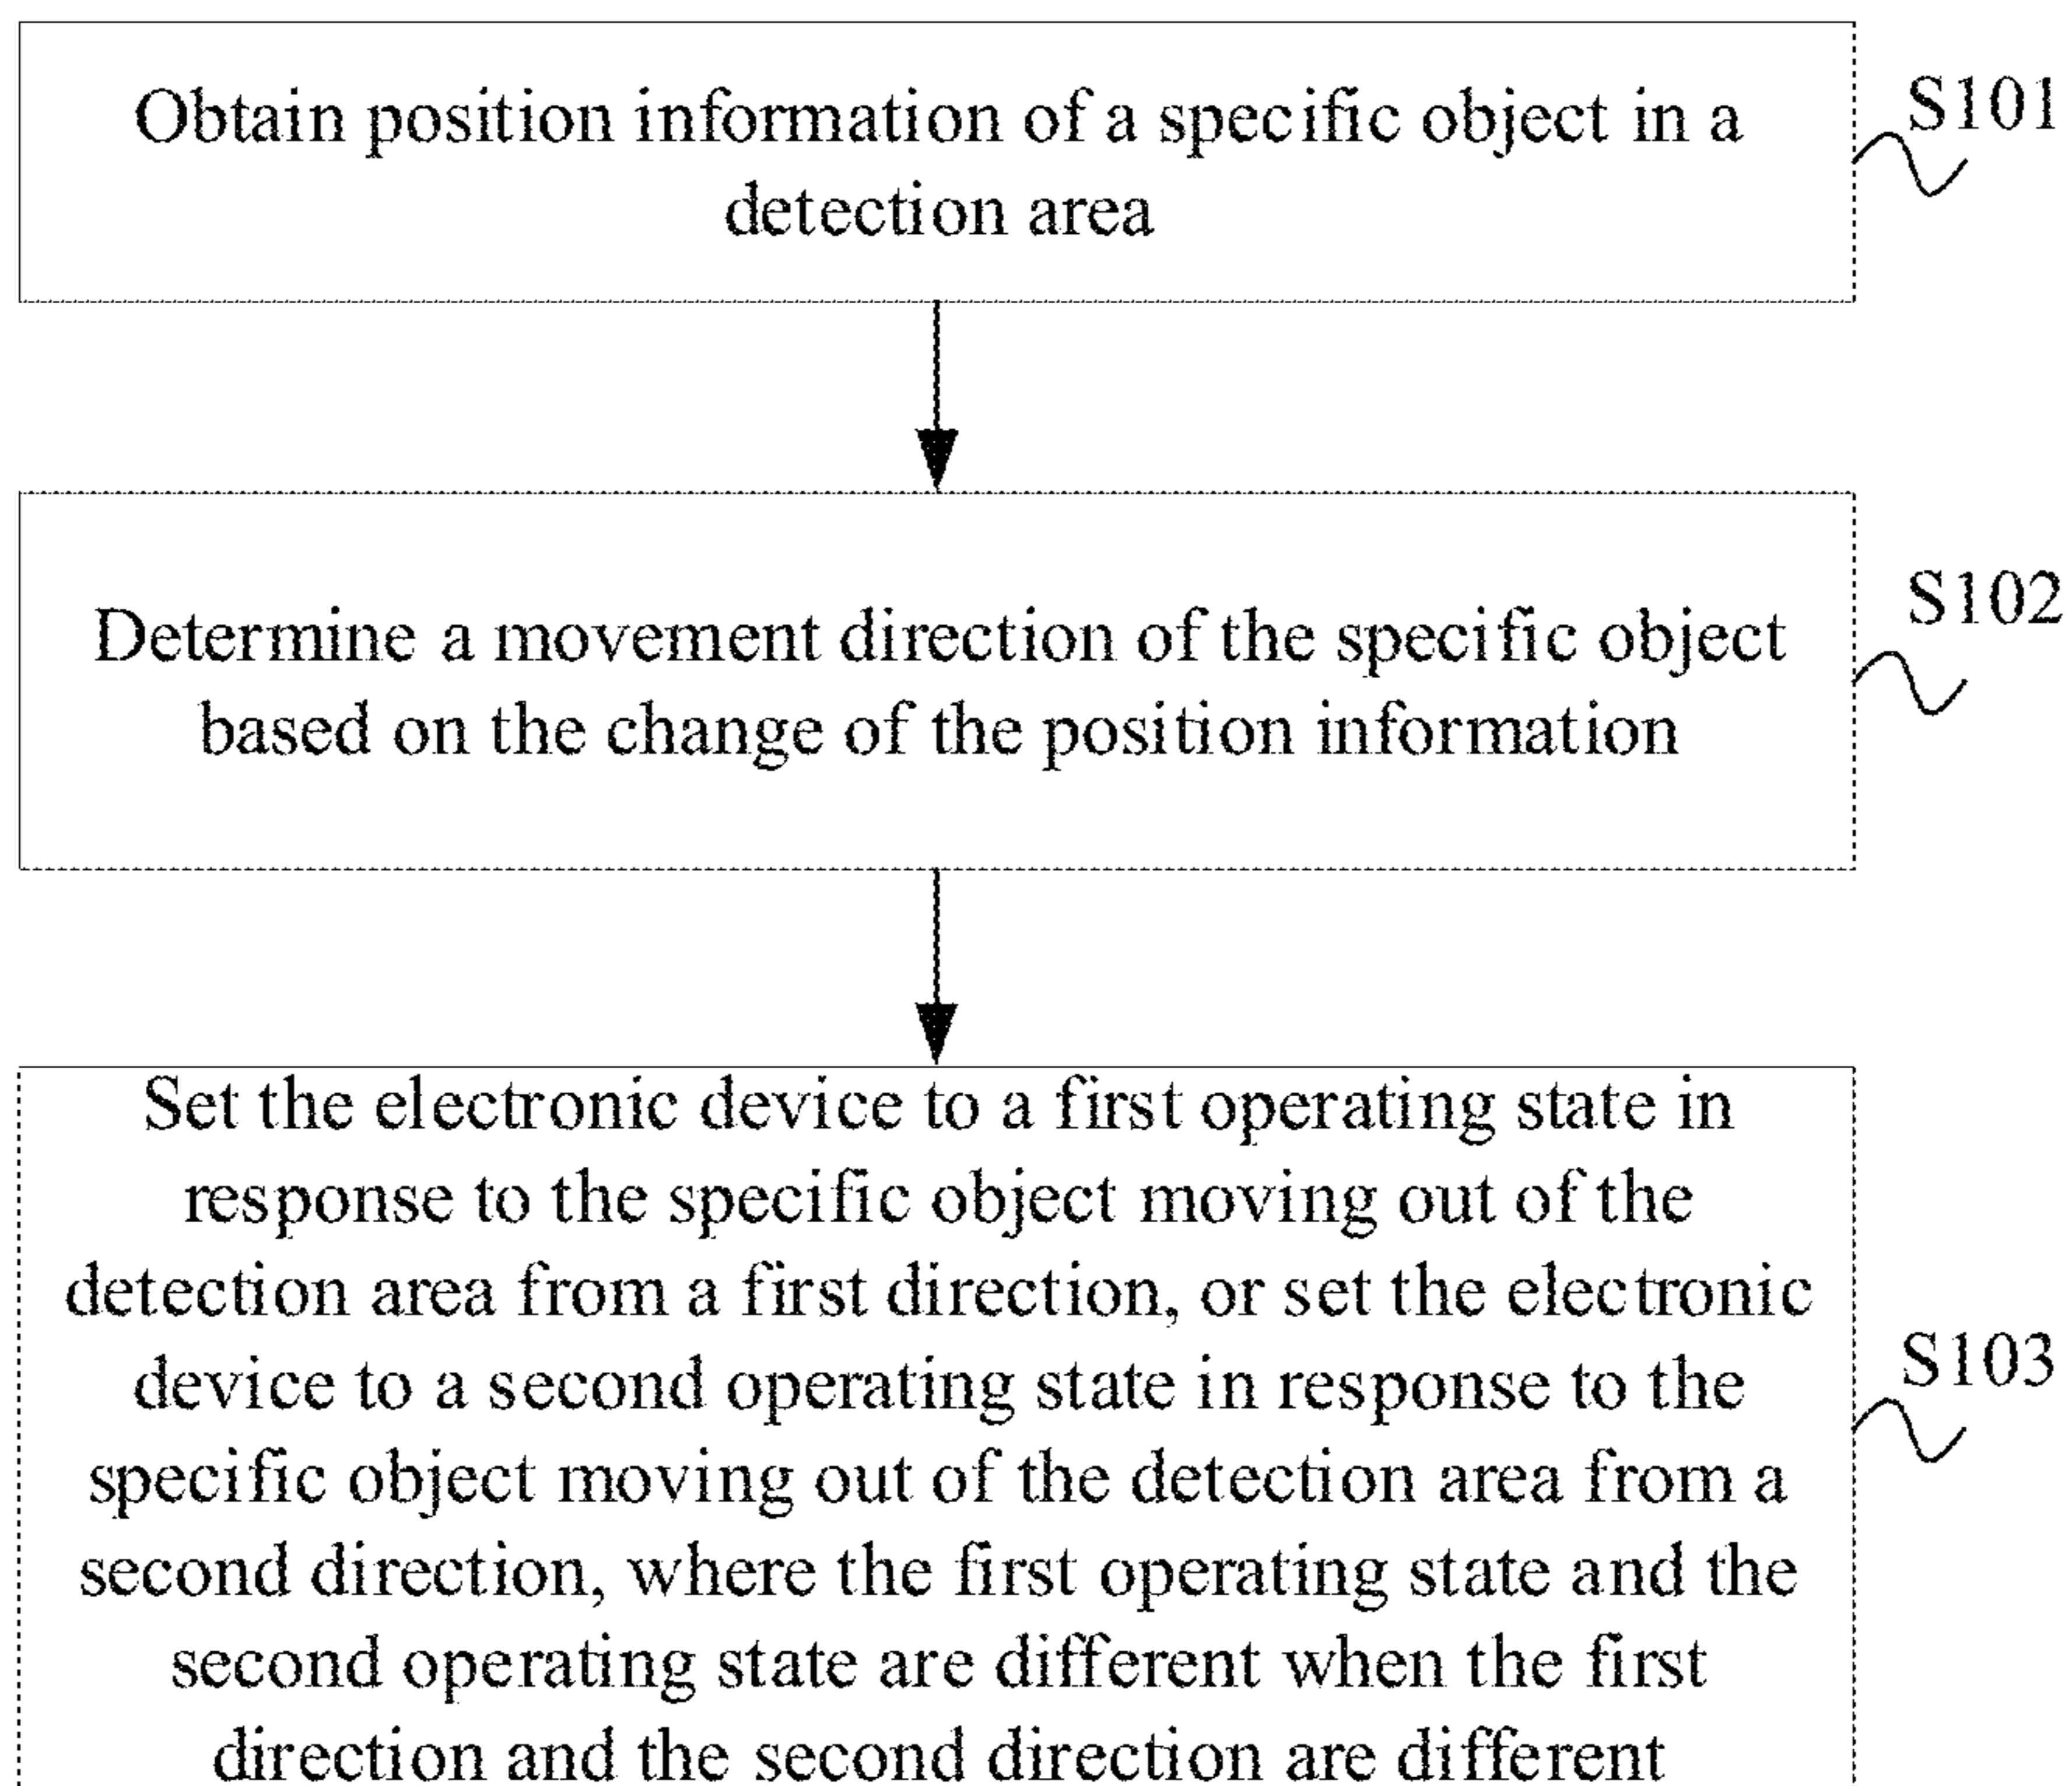 Obtain position information of a specific object in a
detection area
S101
Determine a movement direction of the specific object
based on the change of the position information
S102
Set the electronic device to a first operating state in
response to the specific object moving out of the
detection area from a first direction, or set the electronic
device to a second operating state in response to the
specific object moving out of the detection area from a
second direction, where the first operating state and the
second operating state are different when the first
direction and the second direction are different
S103